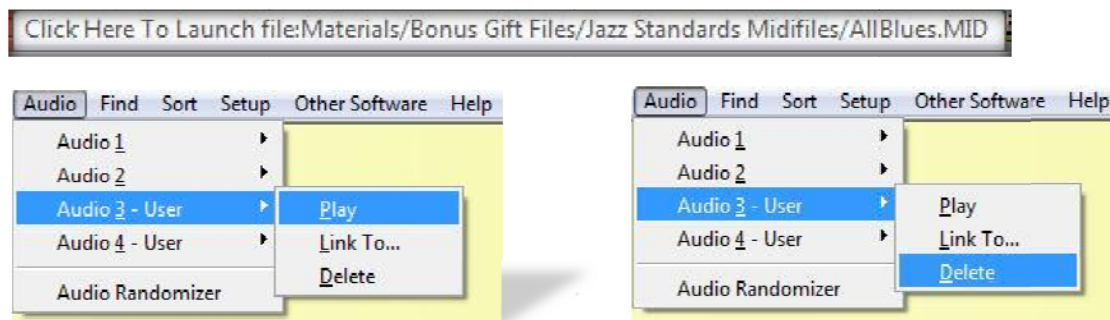 Click Here To Launch file:Materials/Bonus Gift Files/Jazz Standards Midifiles/AllBlues.MID
Audio Find Sort Setup Other Software Help
Audio 1
Audio 2
Audio 3 - User
Audio 4 - User
Audio Randomizer
Play
Link To...
Delete
Audio Find Sort Setup Other Software Help
Audio 1
Audio 2
Audio 3 - User
Audio 4 - User
Audio Randomizer
Play
Link To...
Delete